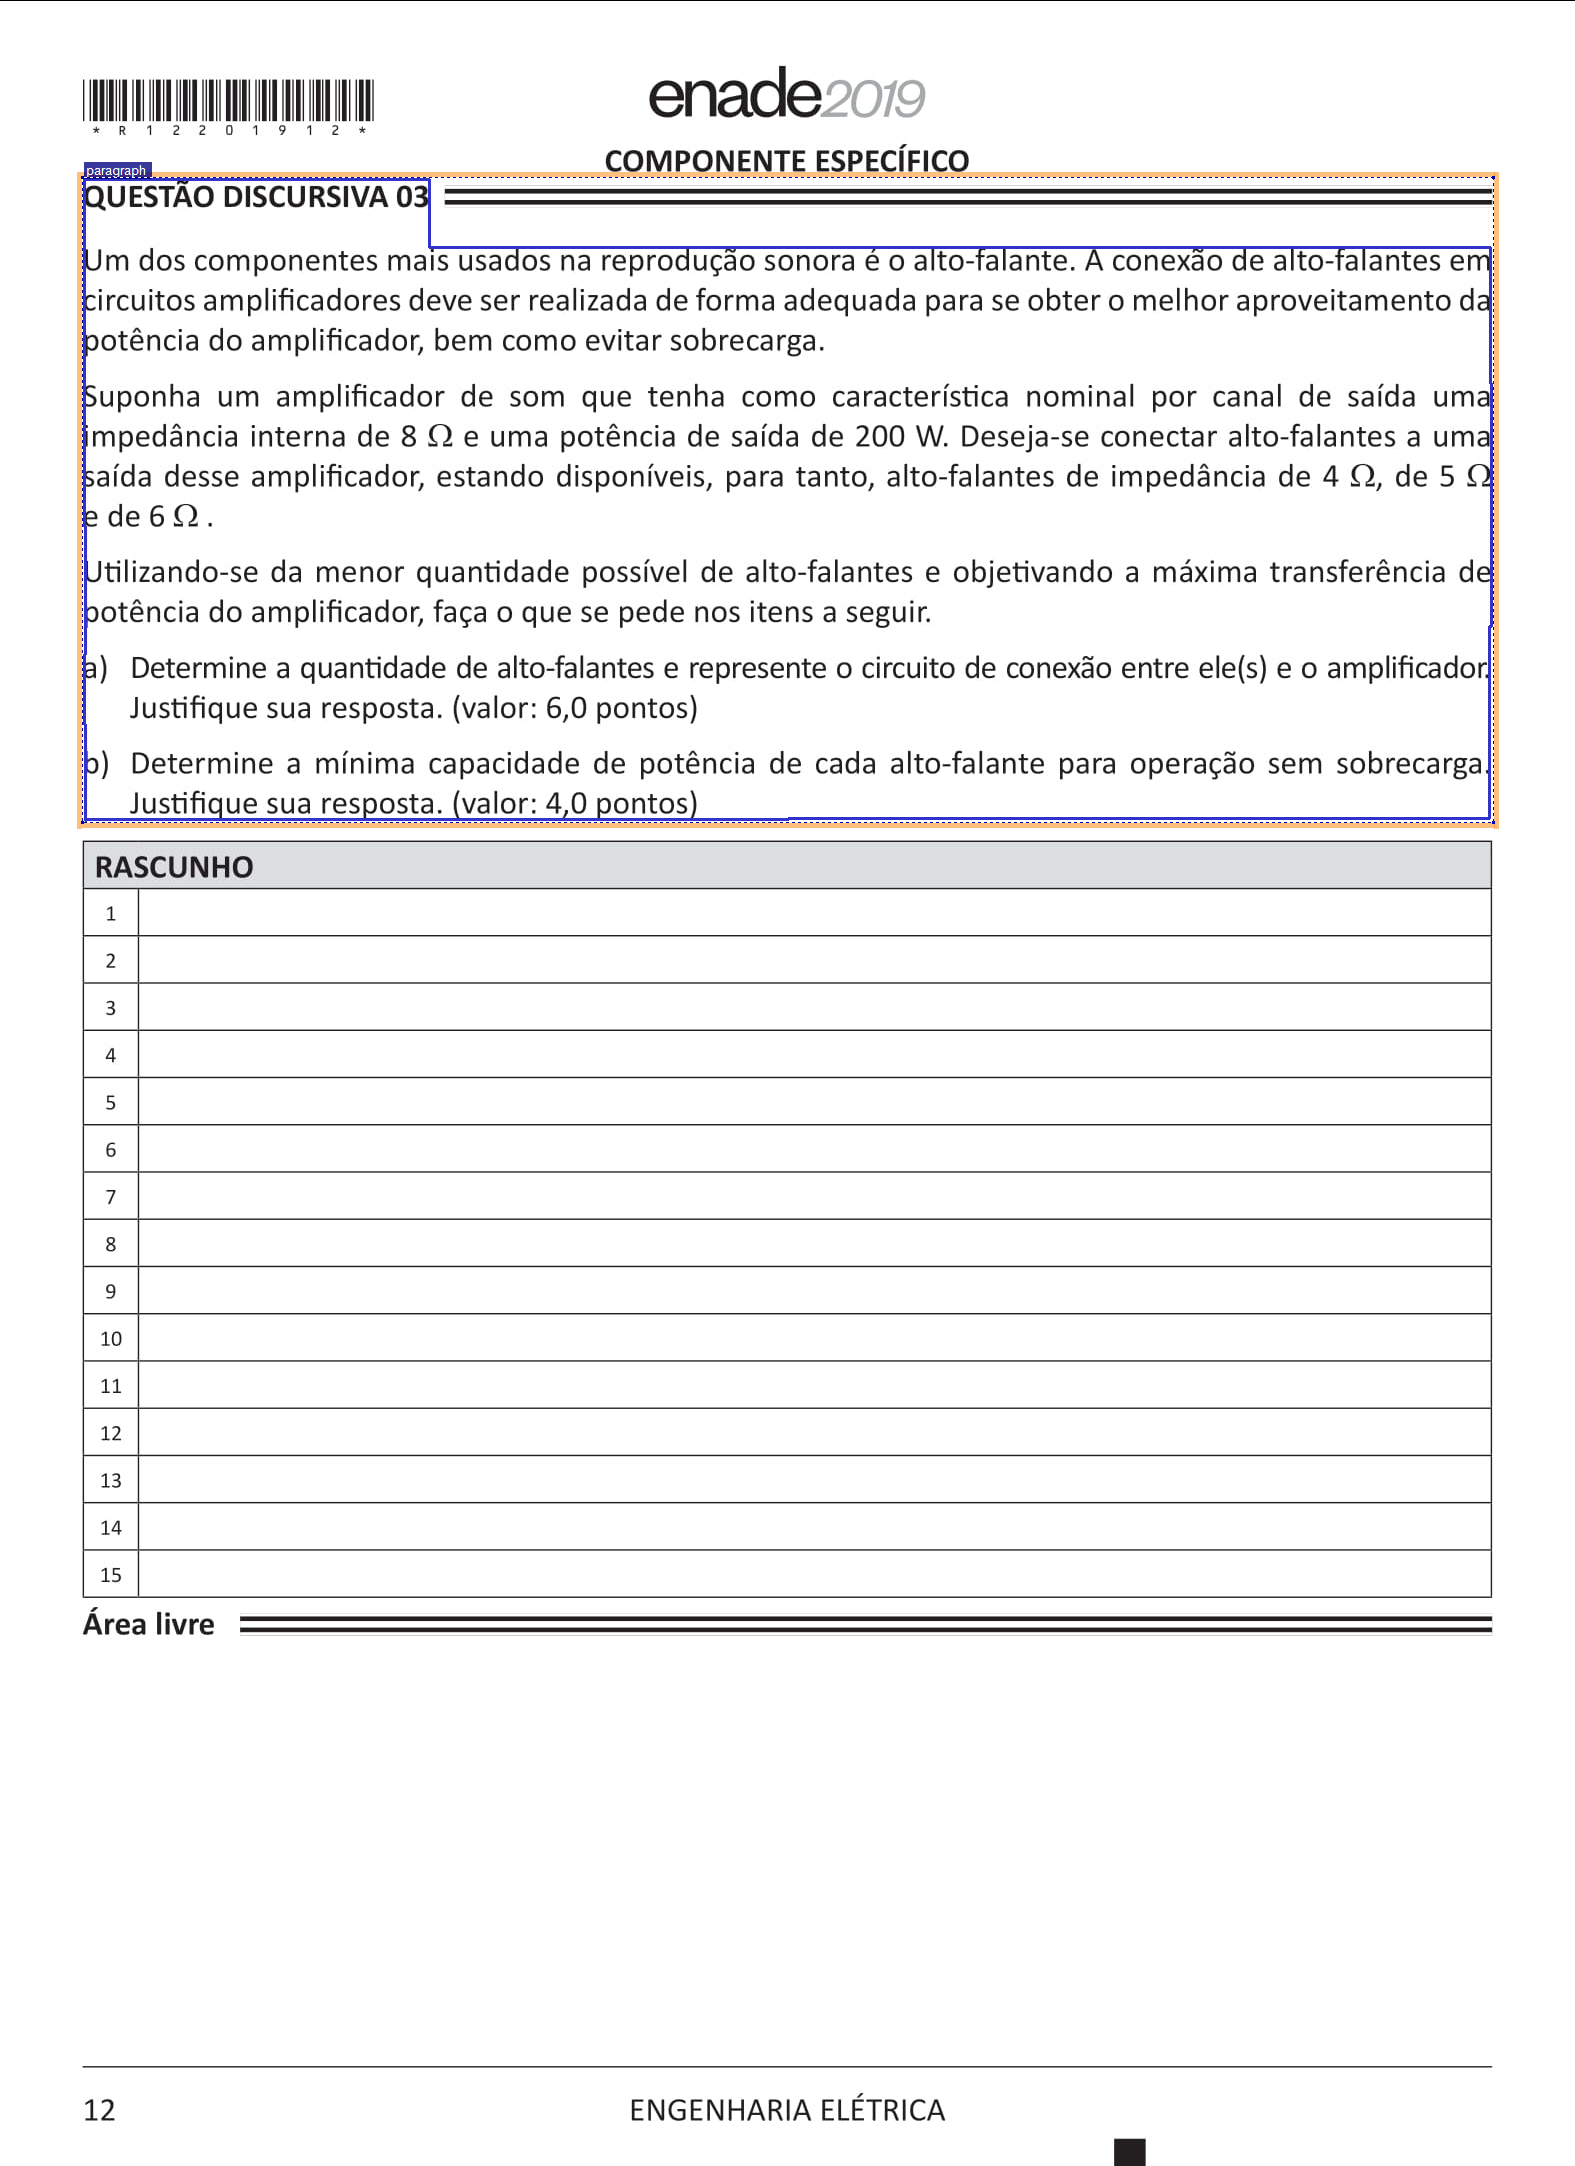 enade2019
* R 1 2 2 0 1 9 1 2 *
COMPONENTE ESPECÍFICO
paragraph
QUESTÃO DISCURSIVA 03
Um dos componentes mais usados na reprodução sonora é o alto-falante. A conexão de alto-falantes em
circuitos amplificadores deve ser realizada de forma adequada para se obter o melhor aproveitamento da
potência do amplificador, bem como evitar sobrecarga.
Suponha um amplificador de som que tenha como característica nominal por canal de saída uma
impedância interna de 8 Ω e uma potência de saída de 200 W. Deseja-se conectar alto-falantes a uma
saída desse amplificador, estando disponíveis, para tanto, alto-falantes de impedância de 4 Ω, de 5 Ω
e de 6 Ω .
Utilizando-se da menor quantidade possível de alto-falantes e objetivando a máxima transferência de
potência do amplificador, faça o que se pede nos itens a seguir.
a) Determine a quantidade de alto-falantes e represente o circuito de conexão entre ele(s) e o amplificador.
Justifique sua resposta. (valor: 6,0 pontos)
b) Determine a mínima capacidade de potência de cada alto-falante para operação sem sobrecarga.
Justifique sua resposta. (valor: 4,0 pontos)
RASCUNHO
1
2
3
4
5
6
7
8
9
10
11
12
13
14
15
Área livre
12
ENGENHARIA ELÉTRICA